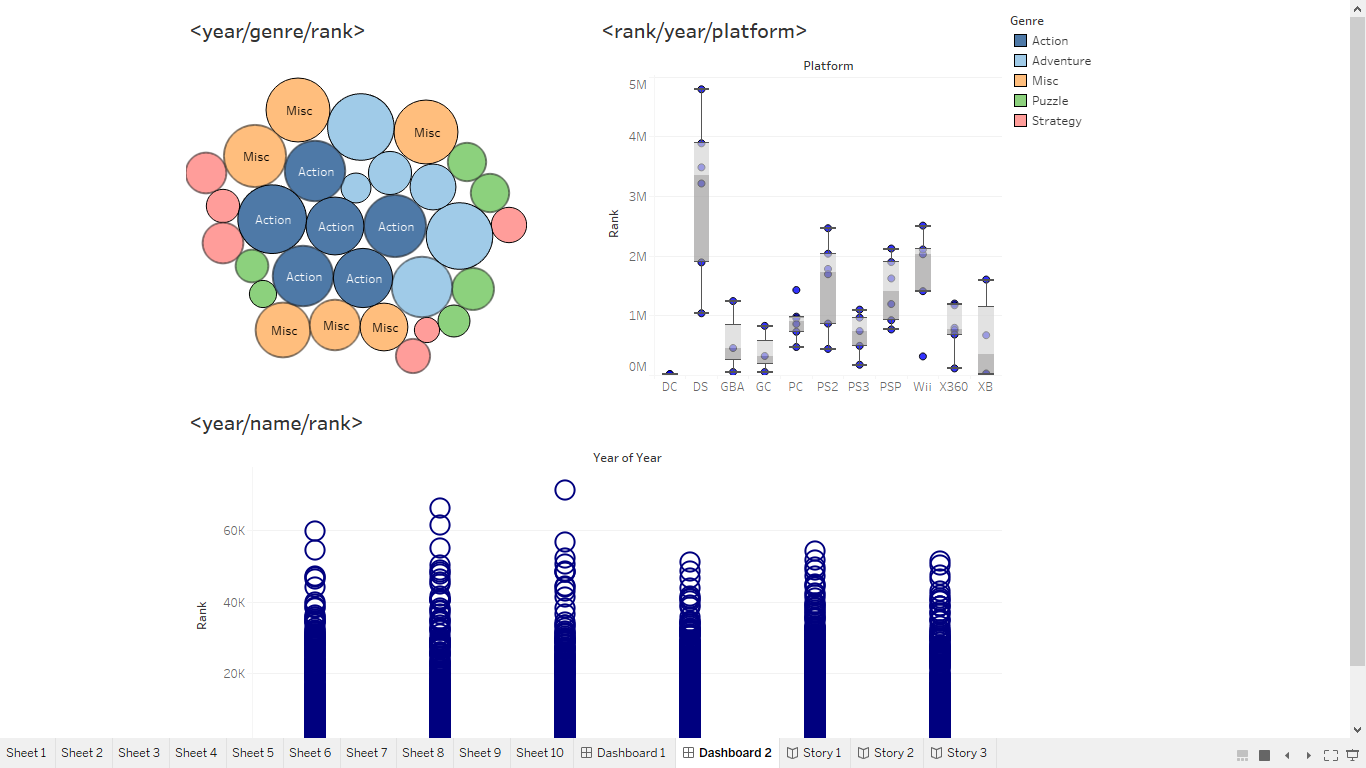 <year/genre/rank>
Misc
Misc
Misc
Action
Action
Action
Action
Action
Action
Misc
Misc
Misc
<rank/year/platform>
Platform
5M
4M
3M
2M
1M
0M
Rank
DC DS GBA GC PC PS2 PS3 PSP Wii X360 XB
Genre
Action
Adventure
Misc
Puzzle
Strategy
<year/name/rank>
Year of Year
60K
40K
20K
Rank
Sheet 1 Sheet 2 Sheet 3 Sheet 4 Sheet 5 Sheet 6 Sheet 7 Sheet 8 Sheet 9 Sheet 10 Dashboard 1 Dashboard 2 Story 1 Story 2 Story 3